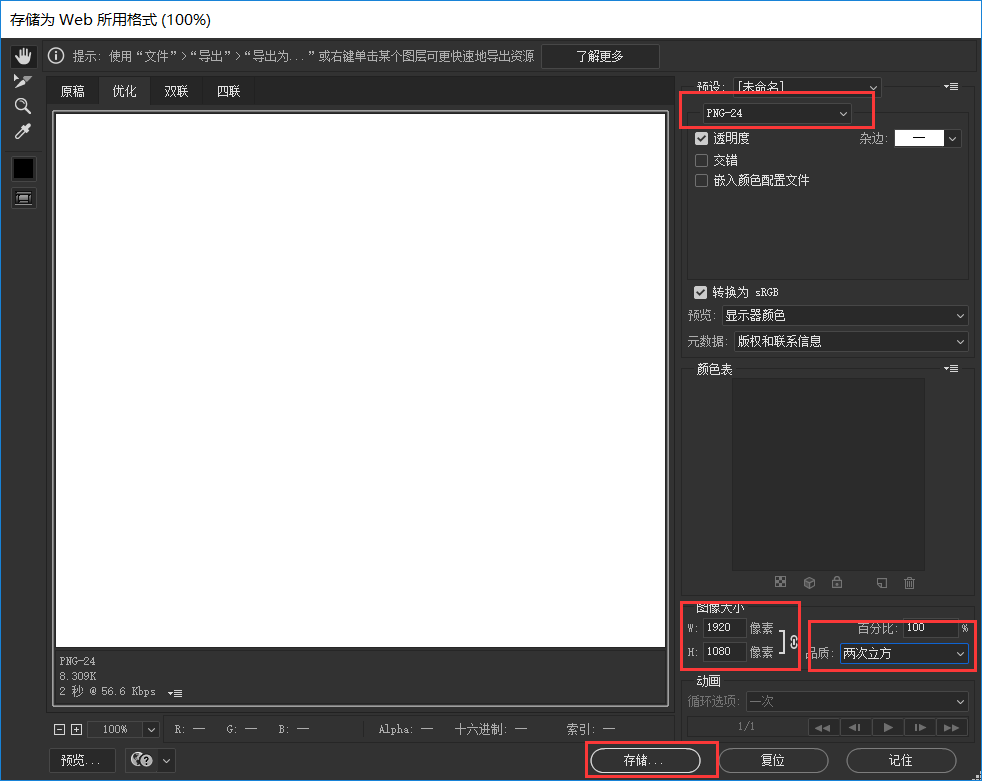 存储为 Web 所用格式 (100%)
提示: 使用“文件”>“导出”>“导出为...”或右键单击某个图层可更快速地导出资源
了解更多
原稿 优化 双联 四联
预设: [未命名]
PNG-24
透明度 杂边:
交错
嵌入颜色配置文件
转换为 sRGB
预览: 显示器颜色
元数据: 版权和联系信息
颜色表
图像大小
W: 1920 像素 百分比: 100 %
H: 1080 像素 品质: 两次立方
PNG-24
8.309K
2 秒 @ 56.6 Kbps
动画
循环选项: 一次
1/1
100% R: — G: — B: — Alpha: — 十六进制: — 索引: —
预览... 存储... 复位 记住